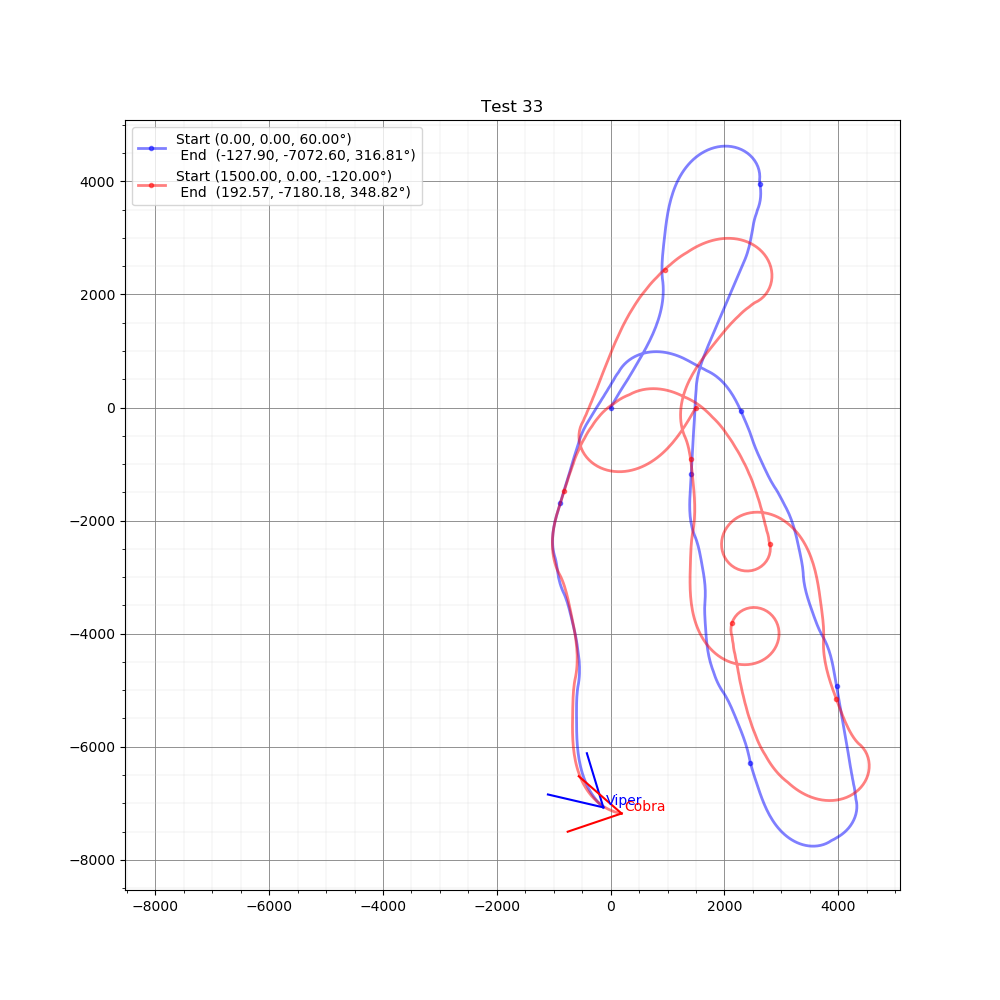 Test 33
Start (0.00, 0.00, 60.00°)
End (-127.90, -7072.60, 316.81°)
Start (1500.00, 0.00, -120.00°)
End (192.57, -7180.18, 348.82°)
4000
2000
0
−2000
−4000
−6000
−8000
Viper
Cobra
−8000 −6000 −4000 −2000 0 2000 4000